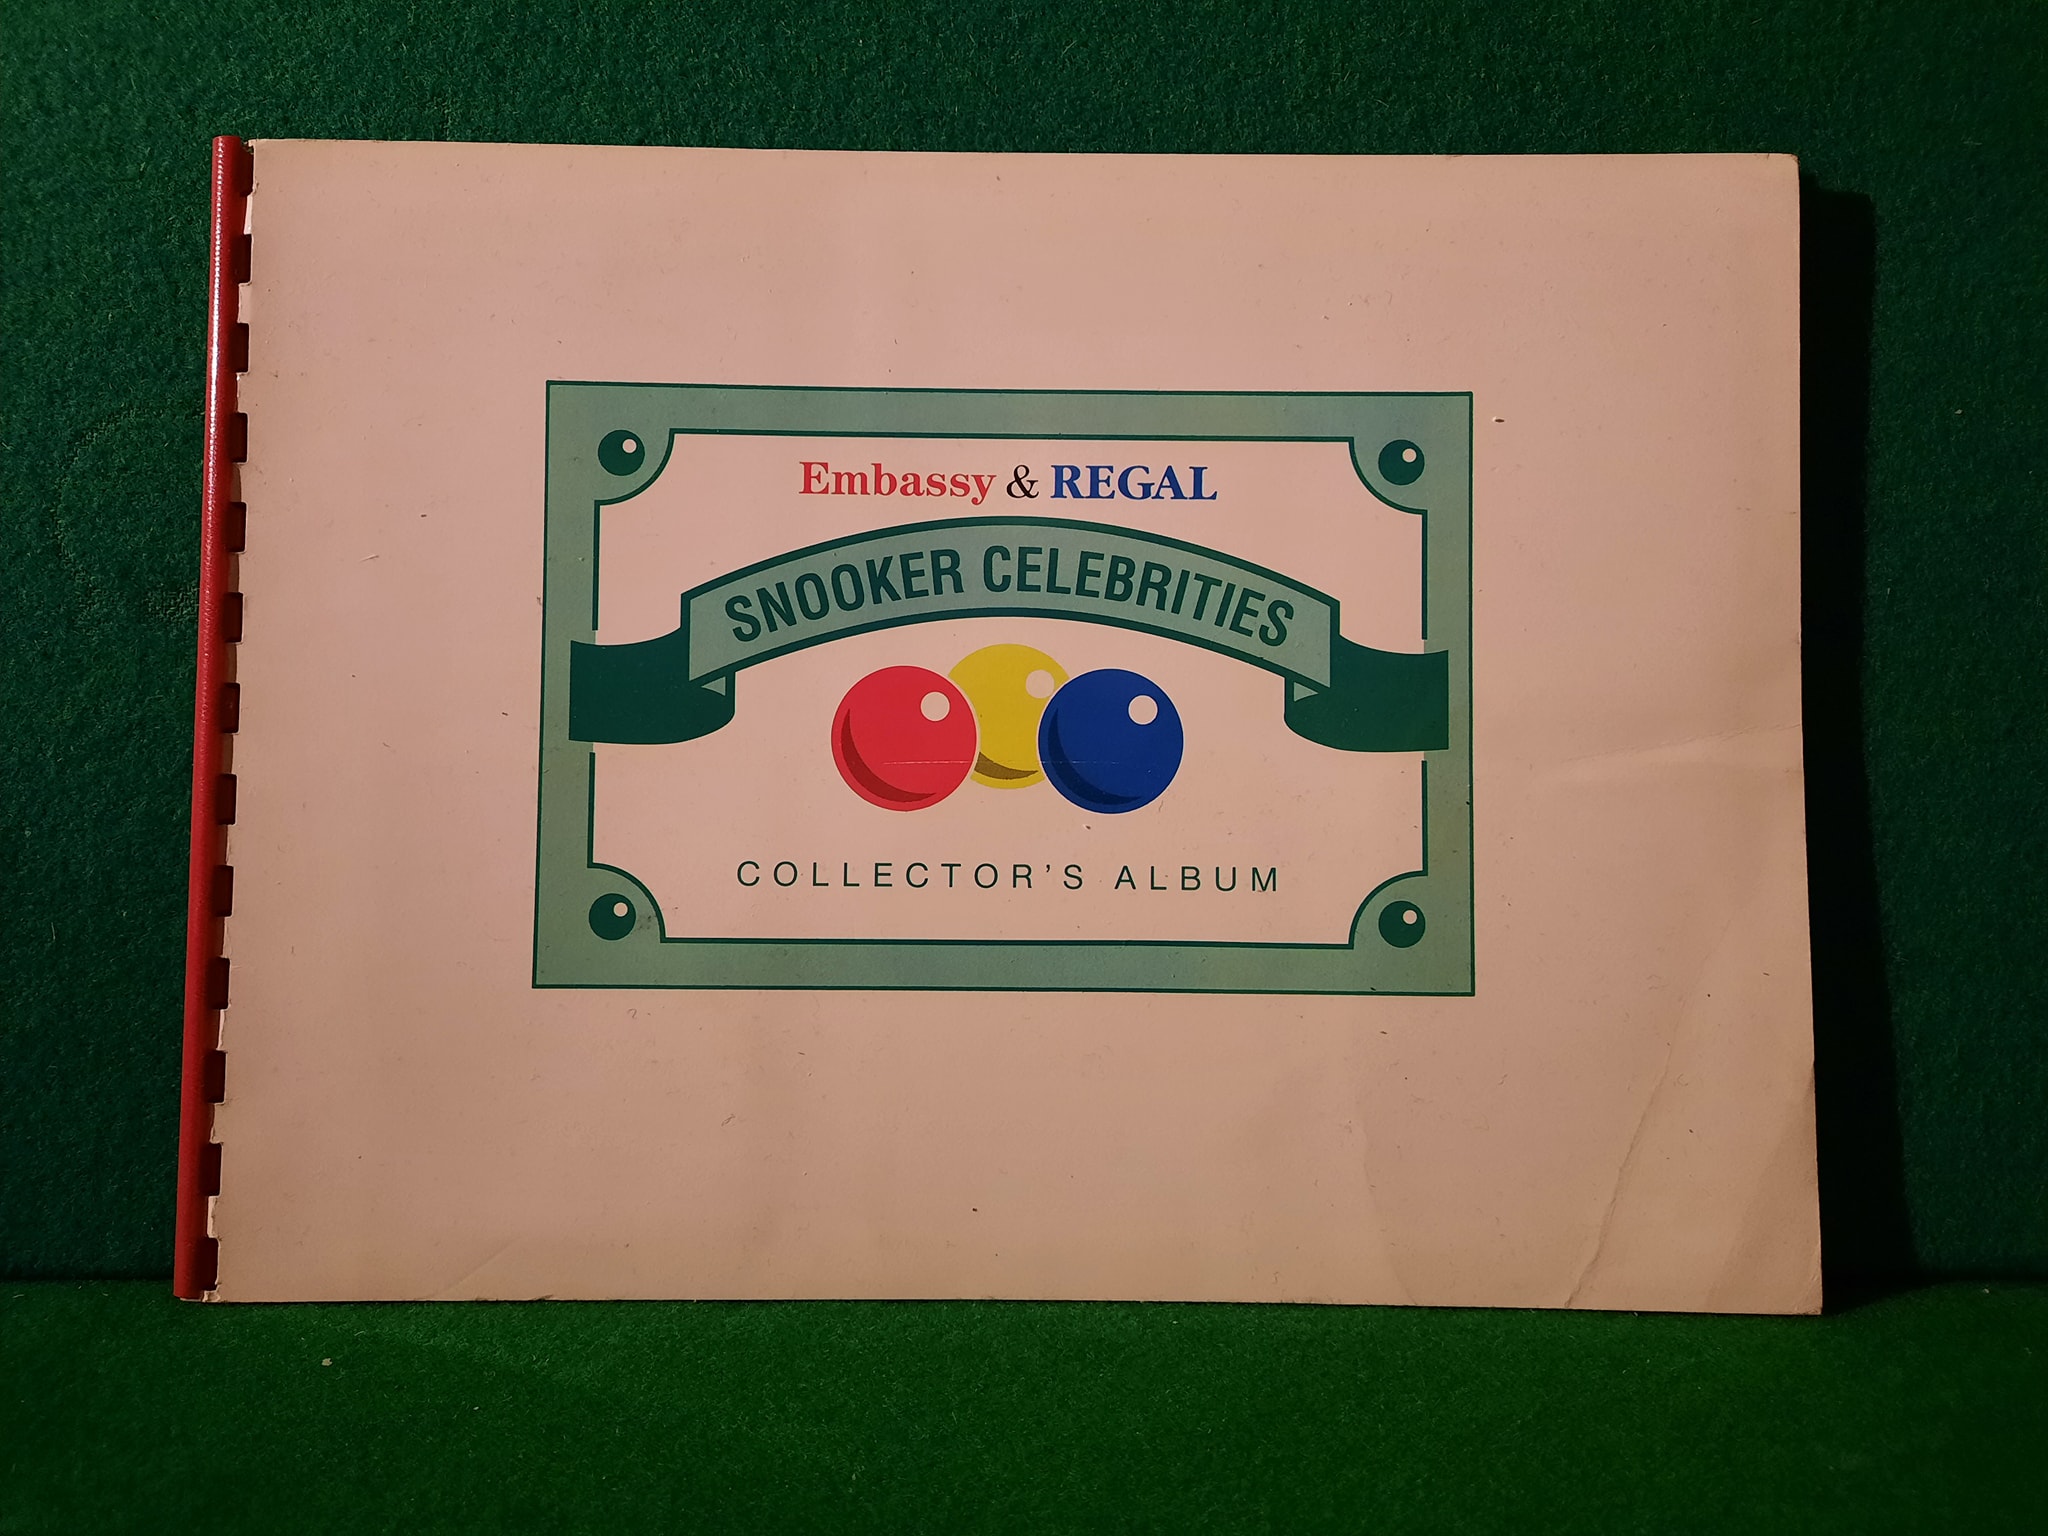 Embassy & REGAL
SNOOKER CELEBRITIES
COLLECTOR'S ALBUM